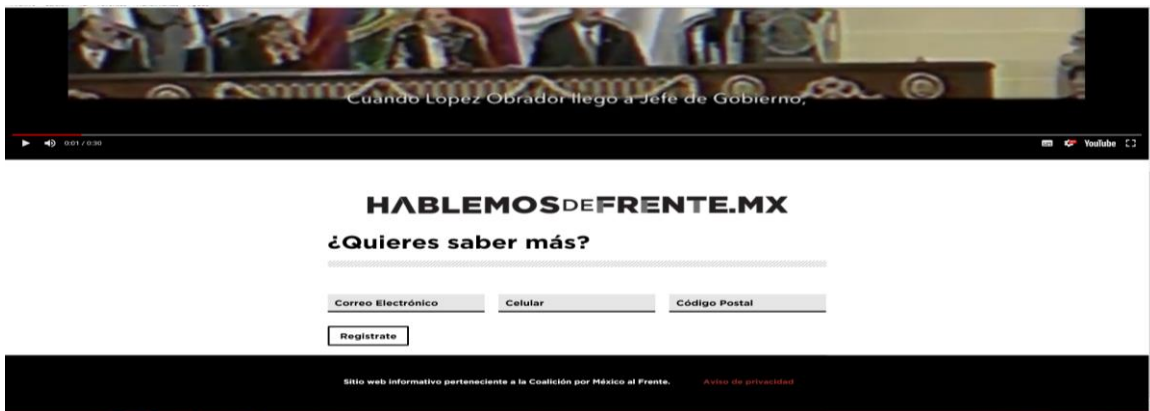 Cuando Lopez Obrador llego a Jefe de Gobierno,
0:01 / 0:30
YouTube
HABLEMOSDEFRENTE.MX
¿Quieres saber más?
Correo Electrónico Celular Código Postal
Registrate
Sitio web informativo perteneciente a la Coalición por México al Frente. Aviso de privacidad